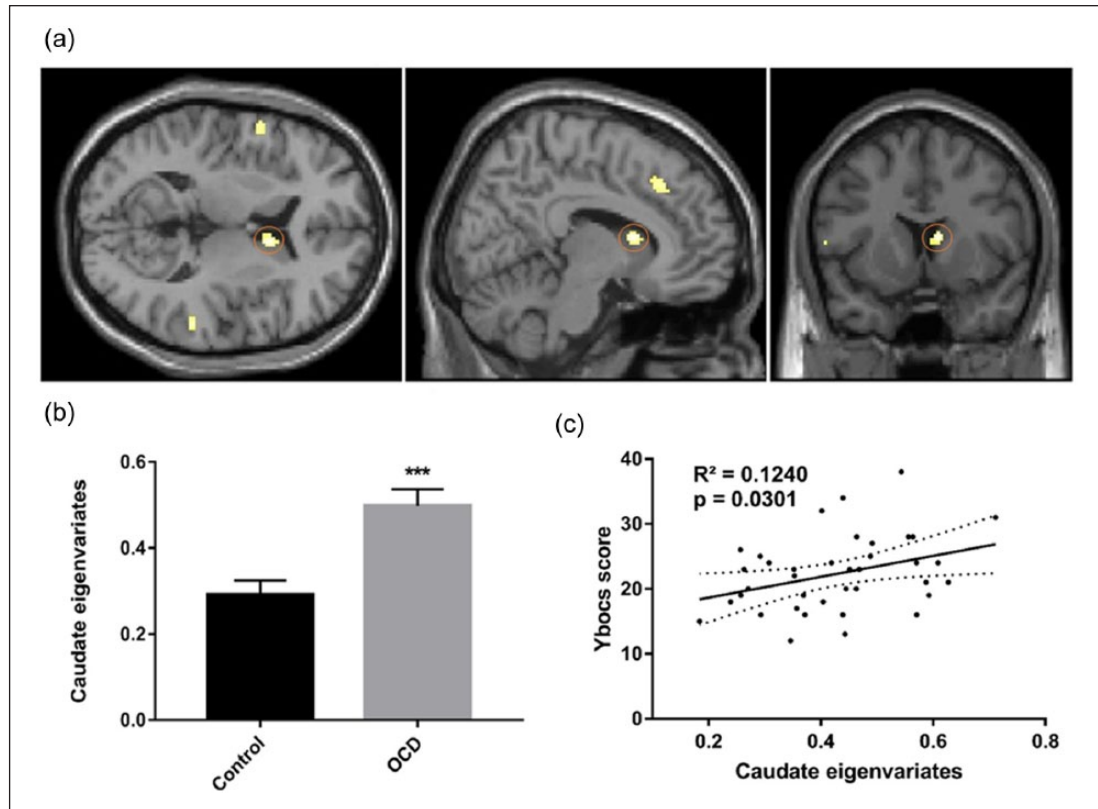 (a)
(b)
Caudate eigenvariates
0.6
0.4
0.2
0.0
***
Control
OCD
(c)
Ybocs score
40
30
20
10
0
R² = 0.1240
p = 0.0301
0.2
0.4
0.6
0.8
Caudate eigenvariates